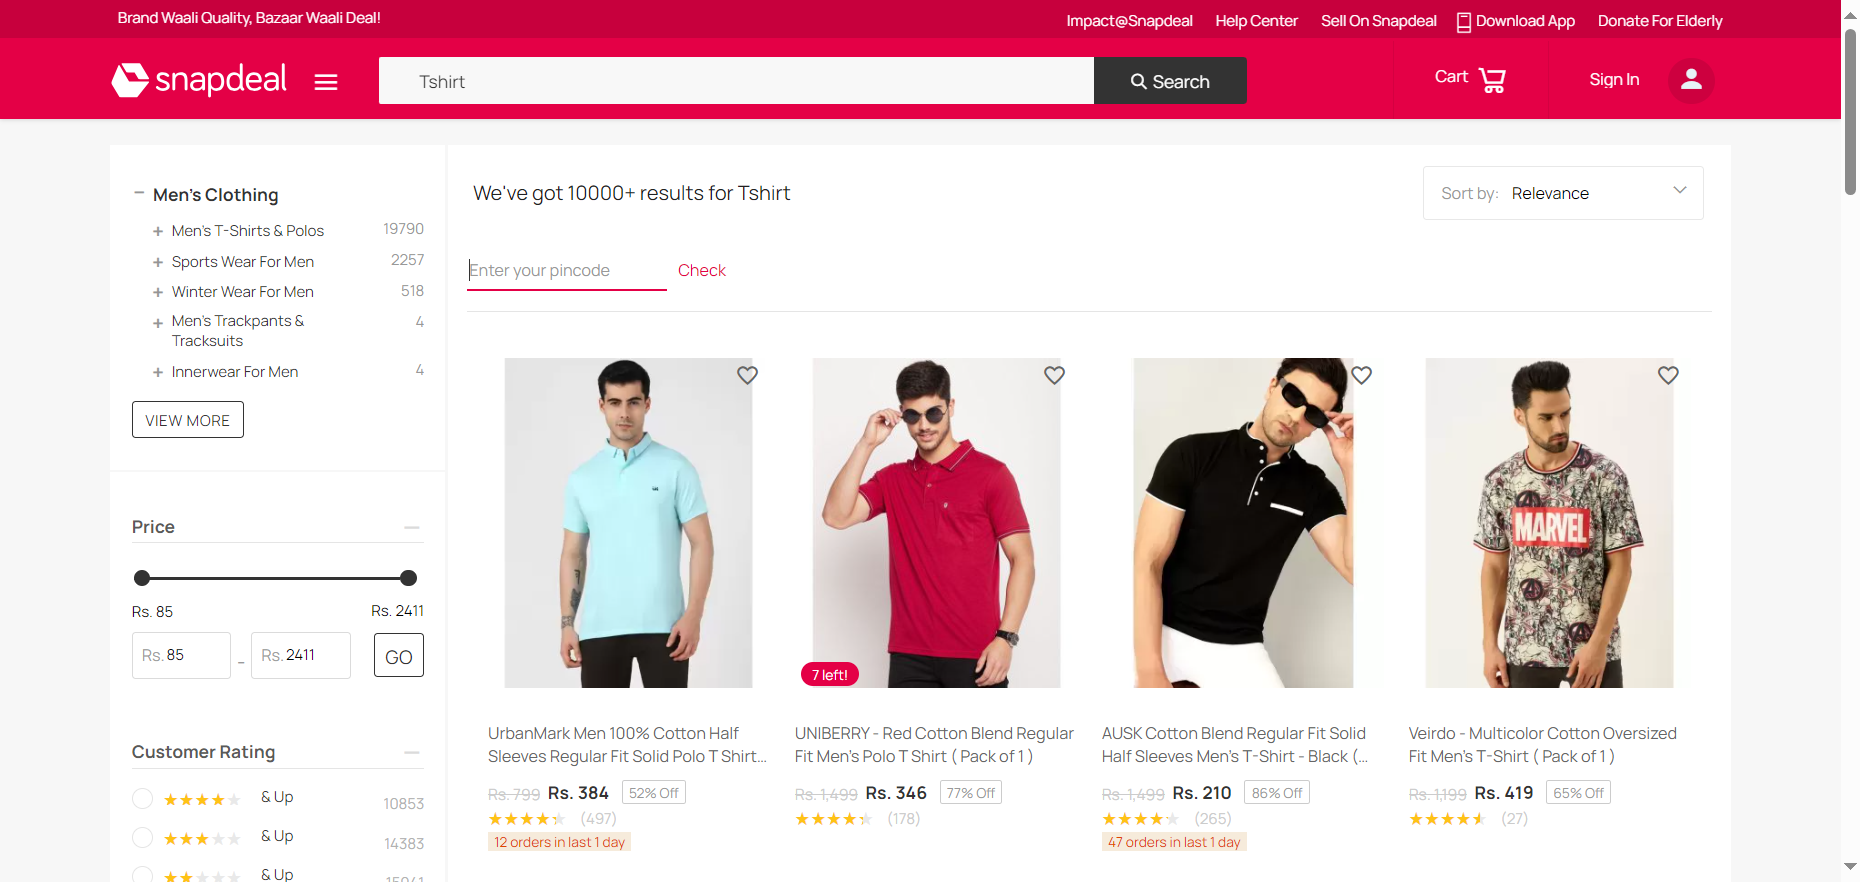 Brand Waali Quality, Bazaar Waali Deal!
Impact@Snapdeal Help Center Sell On Snapdeal Download App Donate For Elderly
snapdeal Tshirt Search Cart Sign In
Men's Clothing
Men's T-Shirts & Polos 19790
Sports Wear For Men 2257
Winter Wear For Men 518
Men's Trackpants & Tracksuits 4
Innerwear For Men 4
VIEW MORE
Price
Rs. 85 Rs. 2411
Rs. 85 - Rs. 2411 GO
Customer Rating
& Up 10853
& Up 14383
& Up
We've got 10000+ results for Tshirt
Sort by: Relevance
Enter your pincode Check
MARVEL
7 left!
UrbanMark Men 100% Cotton Half
Sleeves Regular Fit Solid Polo T Shirt...
Rs. 799 Rs. 384 52% Off
(497)
12 orders in last 1 day
UNIBERRY - Red Cotton Blend Regular
Fit Men's Polo T Shirt ( Pack of 1 )
Rs. 1,499 Rs. 346 77% Off
(178)
AUSK Cotton Blend Regular Fit Solid
Half Sleeves Men's T-Shirt - Black (...
Rs. 1,499 Rs. 210 86% Off
(265)
47 orders in last 1 day
Veirdo - Multicolor Cotton Oversized
Fit Men's T-Shirt ( Pack of 1 )
Rs. 1,199 Rs. 419 65% Off
(27)